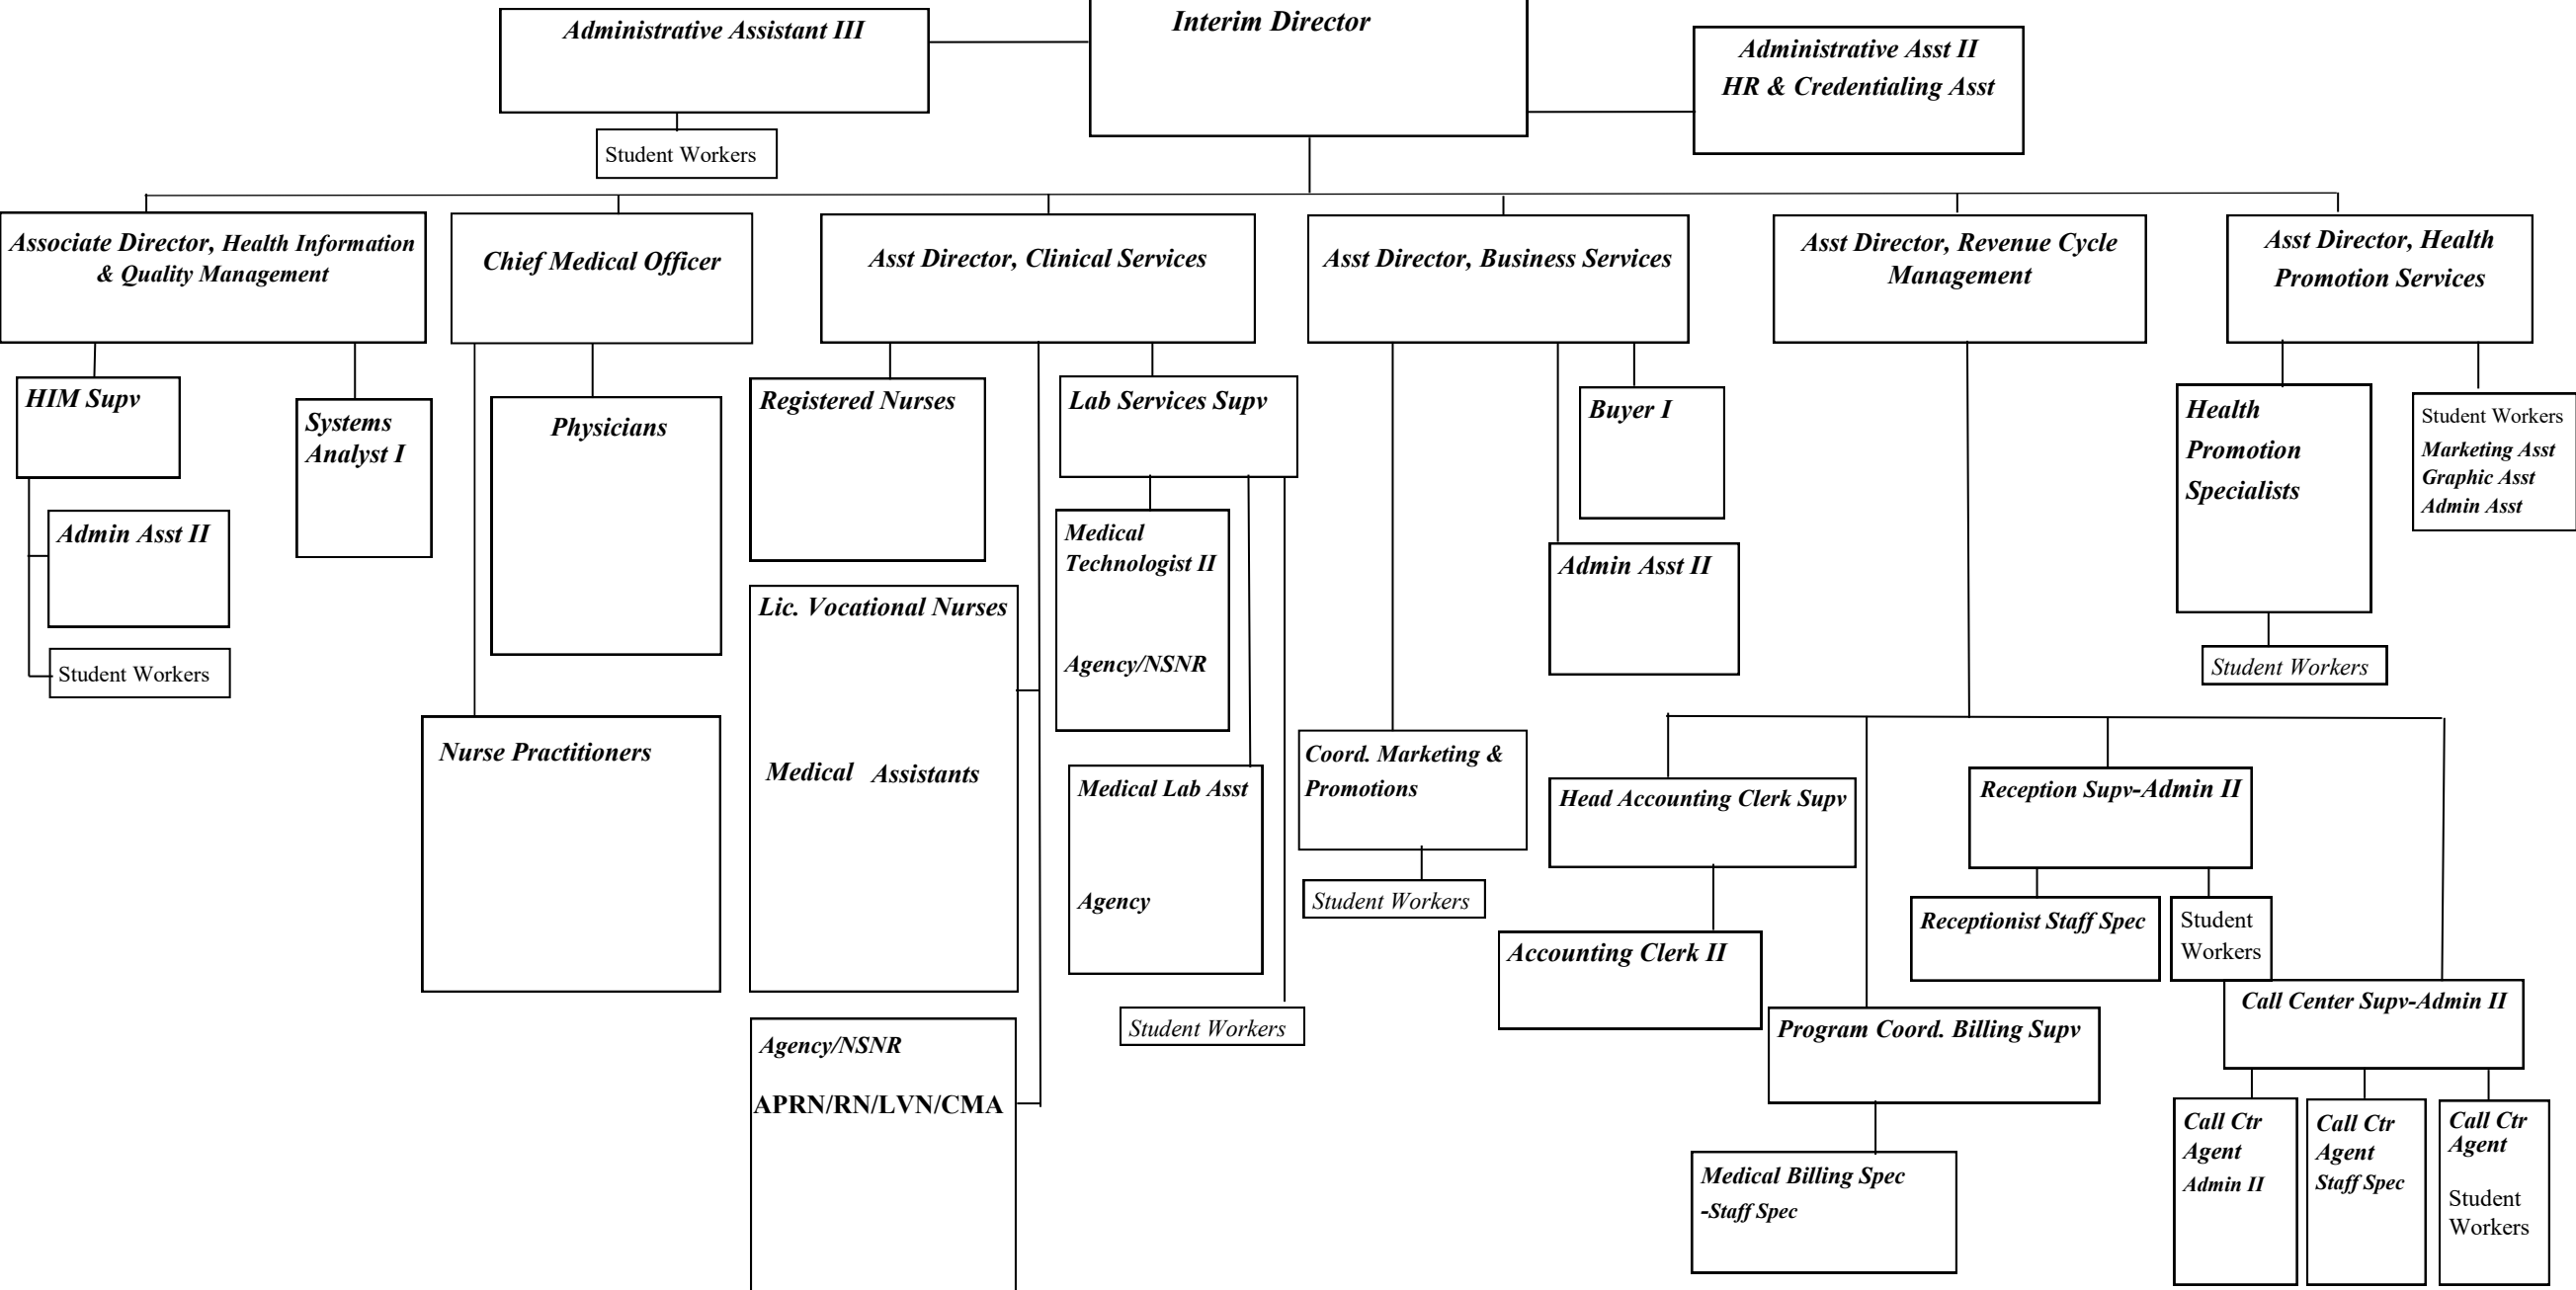 Administrative Assistant III
Interim Director
Administrative Asst II
HR & Credentialing Asst
Student Workers
Associate Director, Health Information
& Quality Management
Chief Medical Officer
Asst Director, Clinical Services
Asst Director, Business Services
Asst Director, Revenue Cycle
Management
Asst Director, Health
Promotion Services
HIM Supv
Systems
Analyst I
Admin Asst II
Student Workers
Physicians
Nurse Practitioners
Registered Nurses
Lic. Vocational Nurses
Medical Assistants
Agency/NSNR
APRN/RN/LVN/CMA
Lab Services Supv
Medical
Technologist II
Agency/NSNR
Medical Lab Asst
Agency
Student Workers
Buyer I
Admin Asst II
Coord. Marketing &
Promotions
Student Workers
Head Accounting Clerk Supv
Accounting Clerk II
Program Coord. Billing Supv
Medical Billing Spec
-Staff Spec
Reception Supv-Admin II
Receptionist Staff Spec
Student
Workers
Call Center Supv-Admin II
Call Ctr
Agent
Admin II
Call Ctr
Agent
Staff Spec
Call Ctr
Agent
Student
Workers
Health
Promotion
Specialists
Student Workers
Student Workers
Marketing Asst
Graphic Asst
Admin Asst